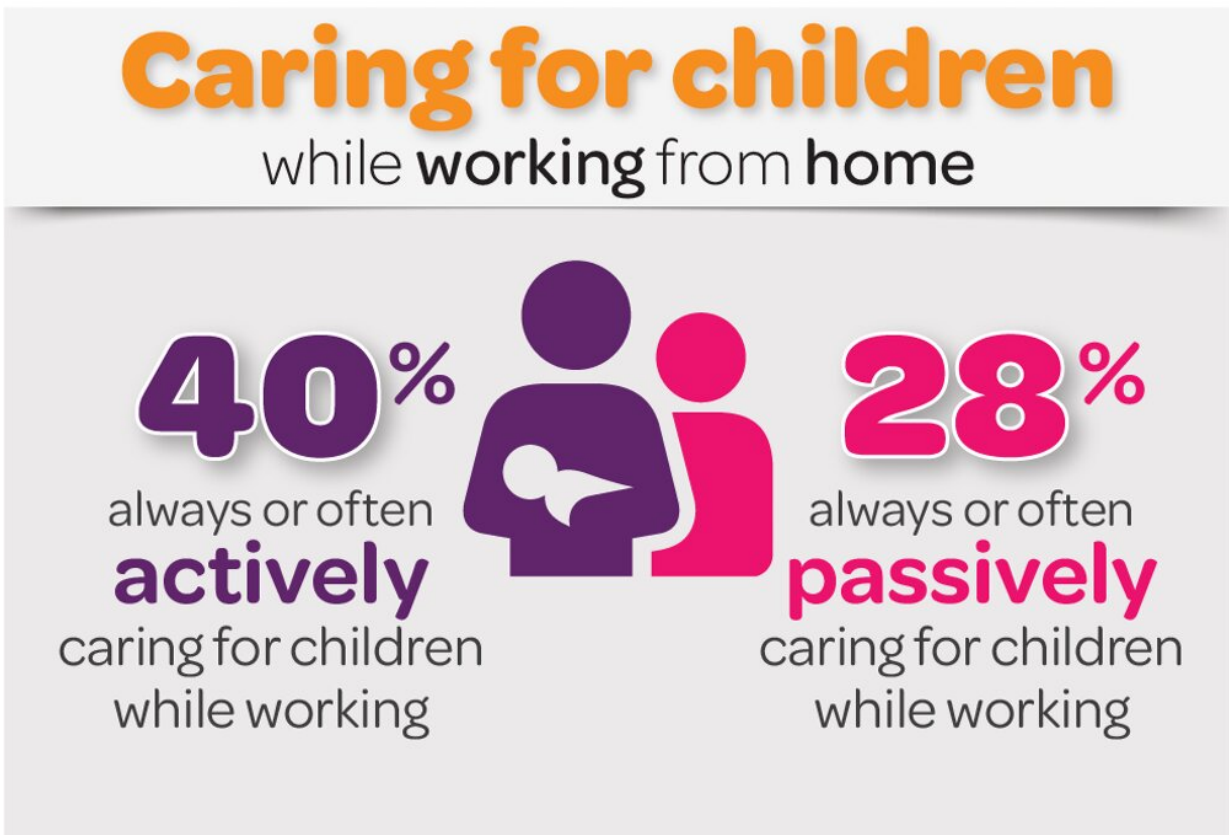 Caring for children
while working from home
40%
always or often
actively
caring for children
while working
28%
always or often
passively
caring for children
while working